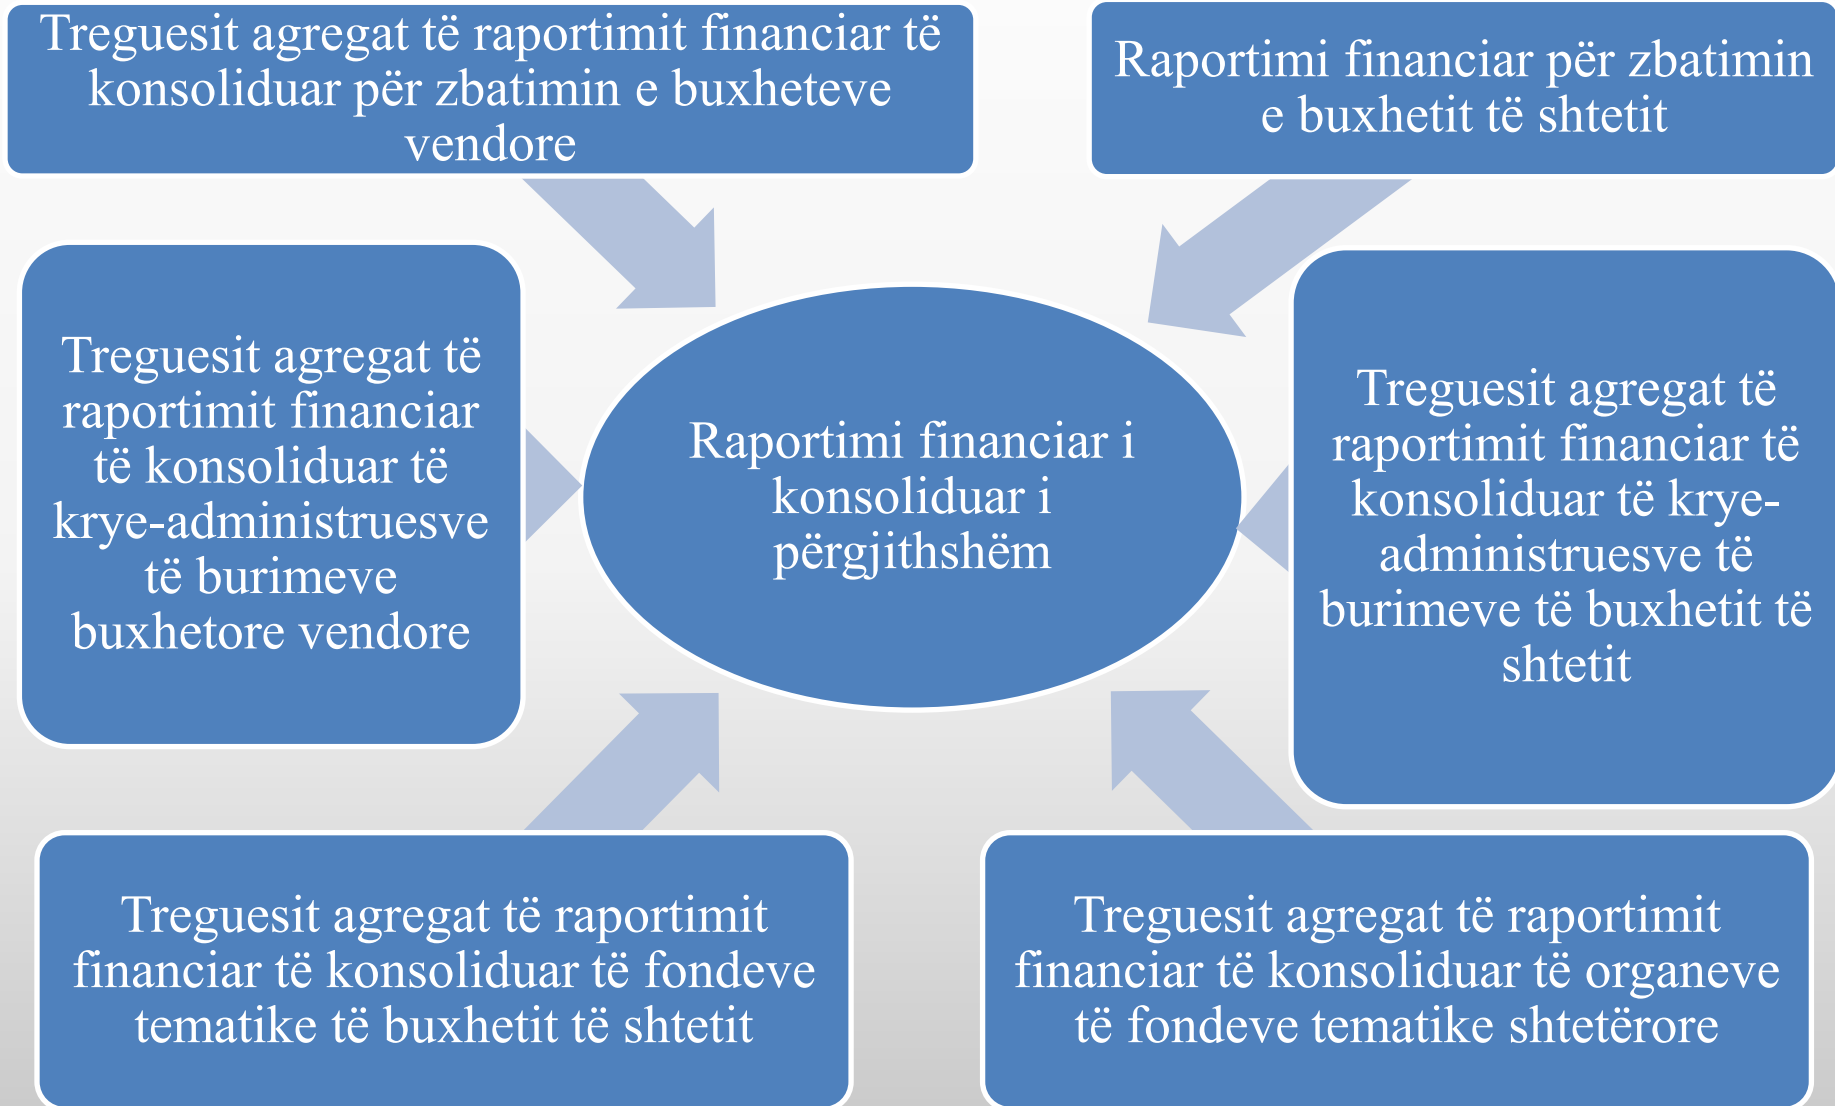 Treguesit agregat të raportimit financiar të
konsoliduar për zbatimin e buxheteve
vendore
Raportimi financiar për zbatimin
e buxhetit të shtetit
Treguesit agregat të
raportimit financiar
të konsoliduar të
krye-administruesve
të burimeve
buxhetore vendore
Raportimi financiar i
konsoliduar i
përgjithshëm
Treguesit agregat të
raportimit financiar të
konsoliduar të krye-
administruesve të
burimeve të buxhetit të
shtetit
Treguesit agregat të raportimit
financiar të konsoliduar të fondeve
tematike të buxhetit të shtetit
Treguesit agregat të raportimit
financiar të konsoliduar të organeve
të fondeve tematike shtetërore